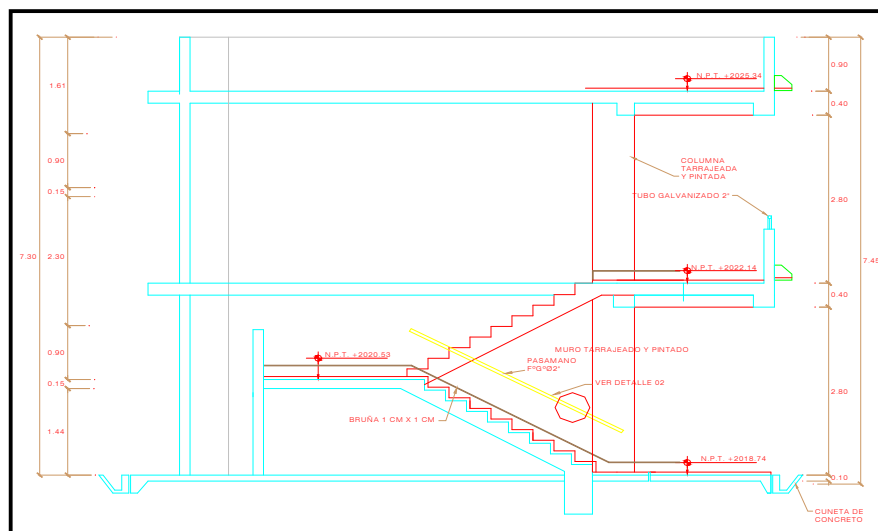 N.P.T. +2025.34
COLUMNA
TARRAJEADA
Y PINTADA
TUBO GALVANIZADO 2"
N.P.T. +2022.14
MURO TARRAJEADO Y PINTADO
PASAMANO
FºGºØ2"
VER DETALLE 02
N.P.T. +2020.53
BRUÑA 1 CM X 1 CM
N.P.T. +2018.74
CUNETA DE
CONCRETO
7.30
1.61
0.90
0.15
2.30
0.90
0.15
1.44
0.90
0.40
2.80
0.40
2.80
0.10
7.45